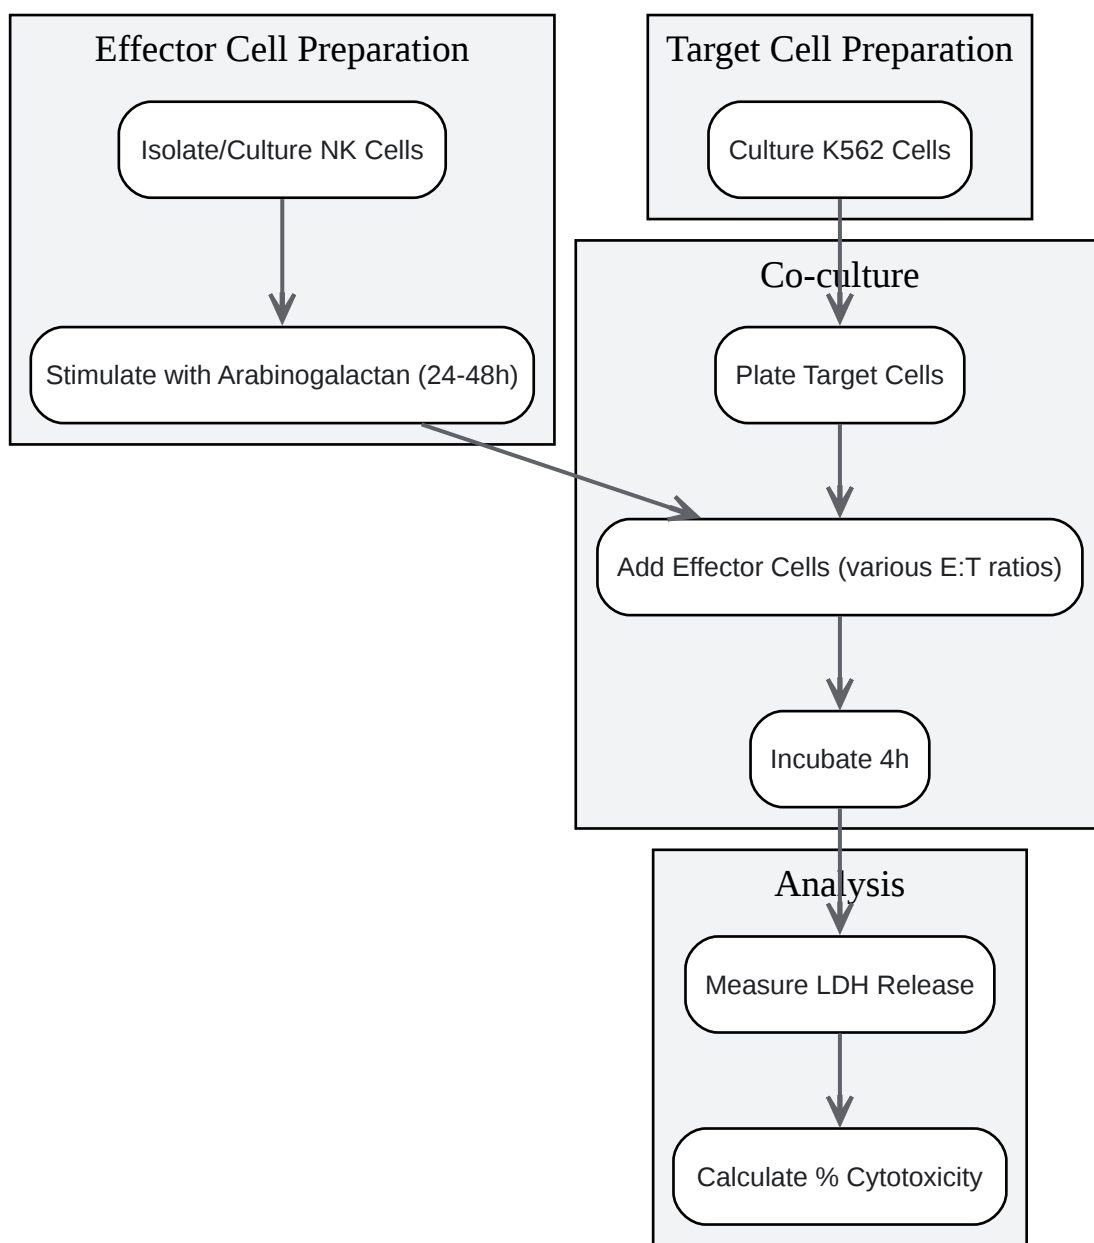 Effector Cell Preparation
Isolate/Culture NK Cells
Stimulate with Arabinogalactan (24-48h)
Target Cell Preparation
Culture K562 Cells
Co-culture
Plate Target Cells
Add Effector Cells (various E:T ratios)
Incubate 4h
Analysis
Measure LDH Release
Calculate % Cytotoxicity